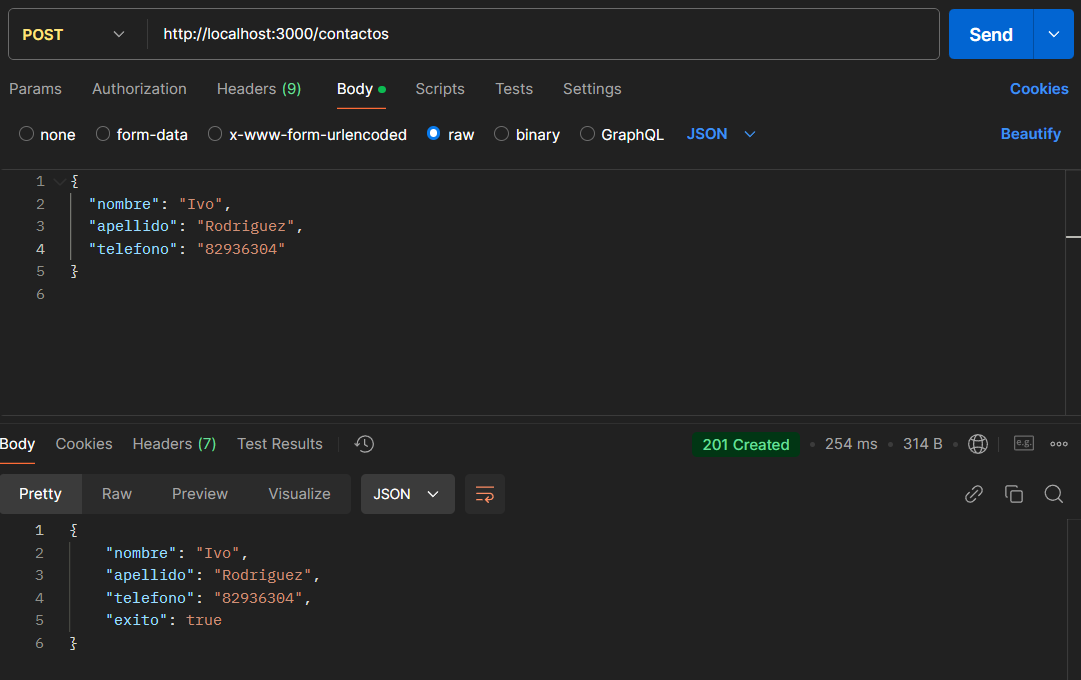 POST http://localhost:3000/contactos Send
Params Authorization Headers (9) Body Scripts Tests Settings Cookies
none form-data x-www-form-urlencoded raw binary GraphQL JSON Beautify
1 {
2 "nombre": "Ivo",
3 "apellido": "Rodriguez",
4 "telefono": "82936304"
5 }
6
Body Cookies Headers (7) Test Results 201 Created 254 ms 314 B e.g.
Pretty Raw Preview Visualize JSON
1 {
2 "nombre": "Ivo",
3 "apellido": "Rodriguez",
4 "telefono": "82936304",
5 "exito": true
6 }